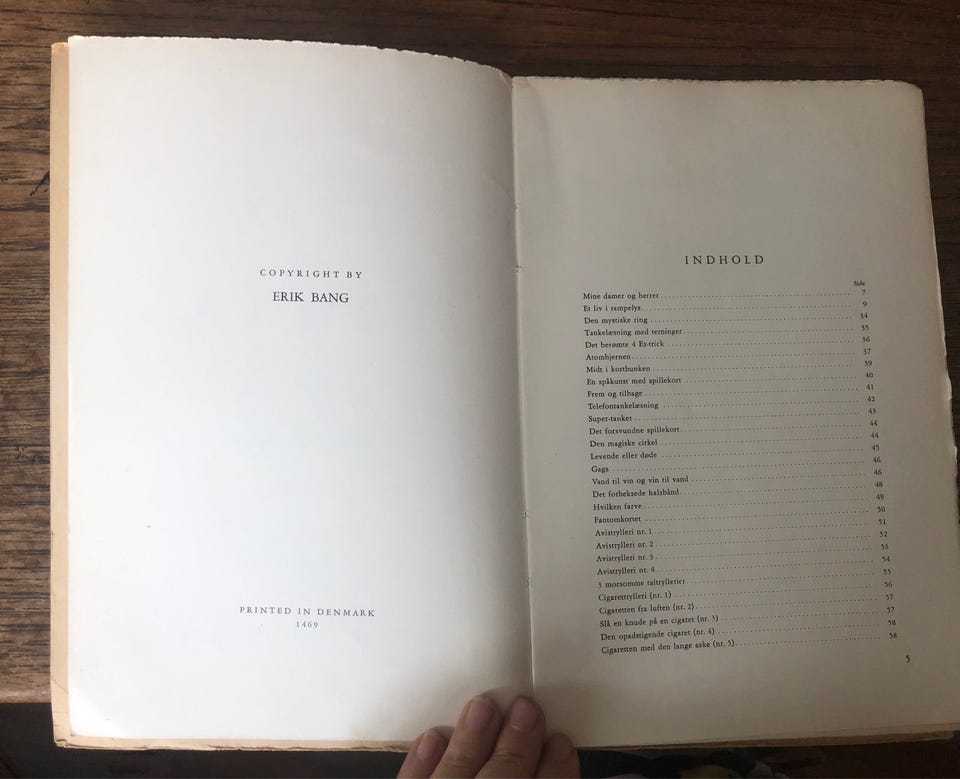 COPYRIGHT BY
ERIK BANG
PRINTED IN DENMARK
1469
INDHOLD
Side
Mine damer og herrer 7
Et liv i rampelys 9
Den mystiske ring 34
Tankelæsning med terninger 35
Det berømte 4 Es-trick 36
Atomhjernen 37
Midt i kortbunken 39
En spåkunst med spillekort 40
Frem og tilbage 41
Telefontankelæsning 42
Super-tanker 43
Det forsvundne spillekort 44
Den magiske cirkel 44
Levende eller døde 45
Gags 46
Vand til vin og vin til vand 46
Det forheksede halsbånd 48
Hvilken farve 49
Fantomkortet 50
Avistrylleri nr. 1 51
Avistrylleri nr. 2 52
Avistrylleri nr. 3 53
Avistrylleri nr. 4 54
3 morsomme taltryllerier 55
Cigarettrylleri (nr. 1) 56
Cigaretten fra luften (nr. 2) 57
Slå en knude på en cigaret (nr. 3) 57
Den opadstigende cigaret (nr. 4) 58
Cigaretten med den lange aske (nr. 5) 58
5